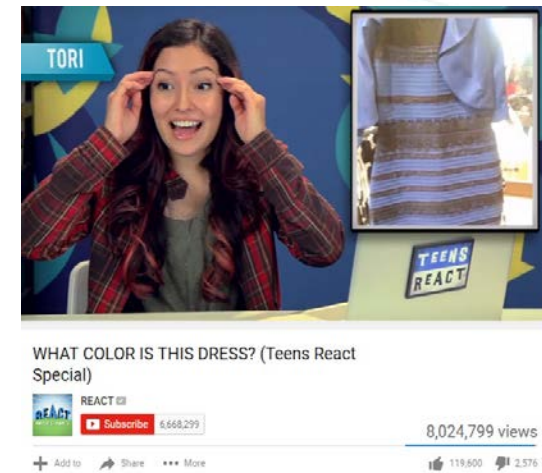 TORI
TEENS
REACT
WHAT COLOR IS THIS DRESS? (Teens React
Special)
REACT
REACT
Subscribe 6,668,299
8,024,799 views
Add to Share More
119,600 2,576